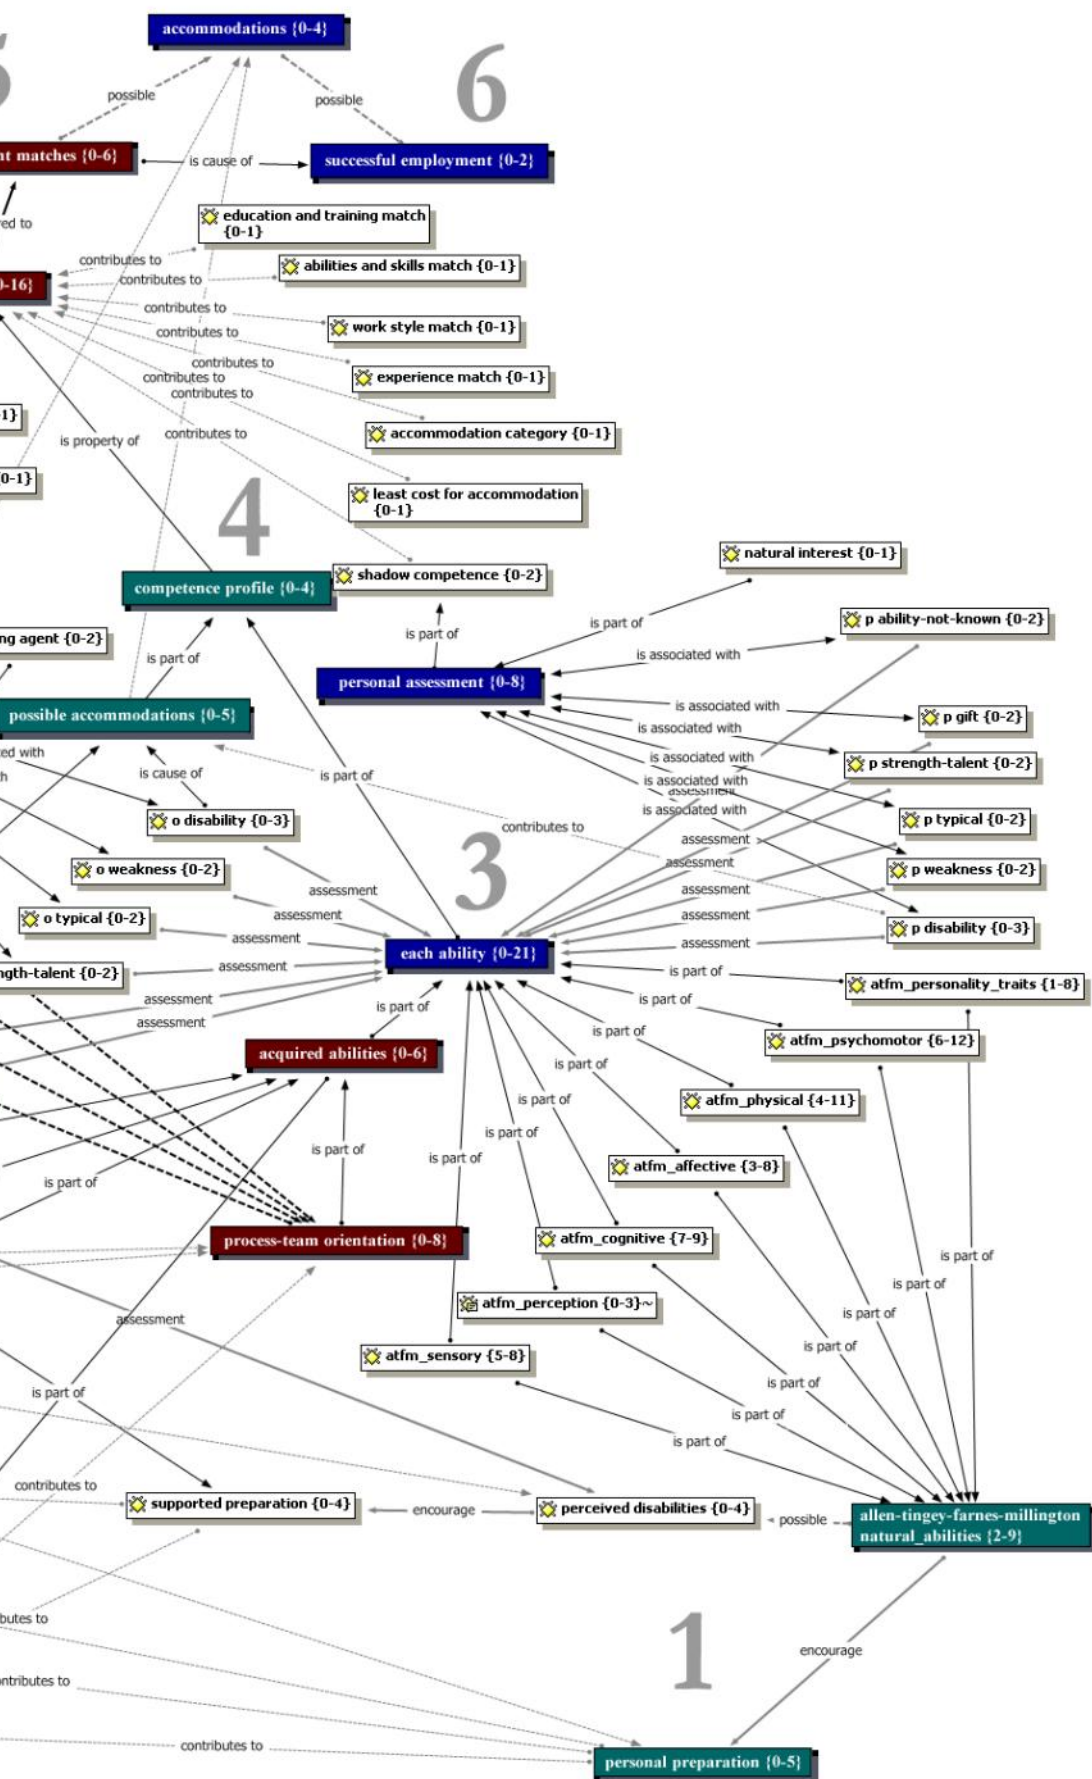 accommodations {0-4}
5
6
possible
possible
nt matches {0-6}
is cause of
successful employment {0-2}
education and training match
{0-1}
red to
contributes to
abilities and skills match {0-1}
contributes to
0-16}
contributes to
work style match {0-1}
contributes to
contributes to
contributes to
experience match {0-1}
contributes to
-1}
is property of
contributes to
accommodation category {0-1}
{0-1}
least cost for accommodation
{0-1}
4
natural interest {0-1}
competence profile {0-4}
shadow competence {0-2}
is part of
is part of
p ability-not-known {0-2}
ng agent {0-2}
is part of
is associated with
personal assessment {0-8}
possible accommodations {0-5}
is associated with
p gift {0-2}
is associated with
ted with
is associated with
p strength-talent {0-2}
is cause of
is part of
is associated with
assessment
is associated with
o disability {0-3}
contributes to
p typical {0-2}
assessment
3
o weakness {0-2}
assessment
p weakness {0-2}
assessment
assessment
o typical {0-2}
assessment
assessment
p disability {0-3}
assessment
assessment
each ability {0-21}
ngth-talent {0-2}
assessment
is part of
atfm_personality_traits {1-8}
assessment
is part of
is part of
assessment
is part of
atfm_psychomotor {6-12}
acquired abilities {0-6}
is part of
is part of
atfm_physical {4-11}
is part of
is part of
is part of
atfm_affective {3-8}
is part of
process-team orientation {0-8}
atfm_cognitive {7-9}
is part of
is part of
atfm_perception {0-3}~
is part of
assessment
is part of
atfm_sensory {5-8}
is part of
is part of
is part of
is part of
contributes to
supported preparation {0-4}
encourage
perceived disabilities {0-4}
possible
allen-tingey-farnes-millington
natural_abilities {2-9}
butes to
1
encourage
ontributes to
contributes to
personal preparation {0-5}